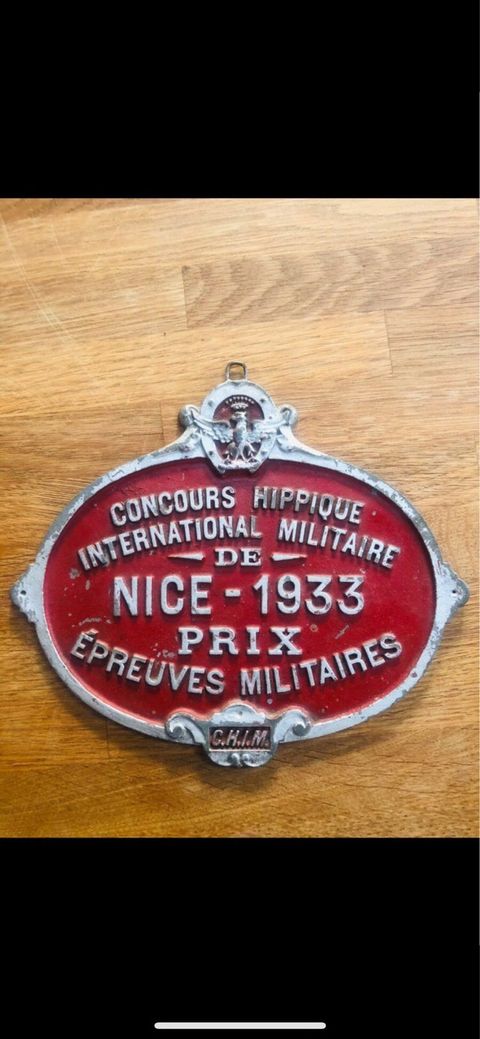 CONCOURS HIPPIQUE
INTERNATIONAL MILITAIRE
DE
NICE - 1933
PRIX
ÉPREUVES MILITAIRES
C.H.I.M.